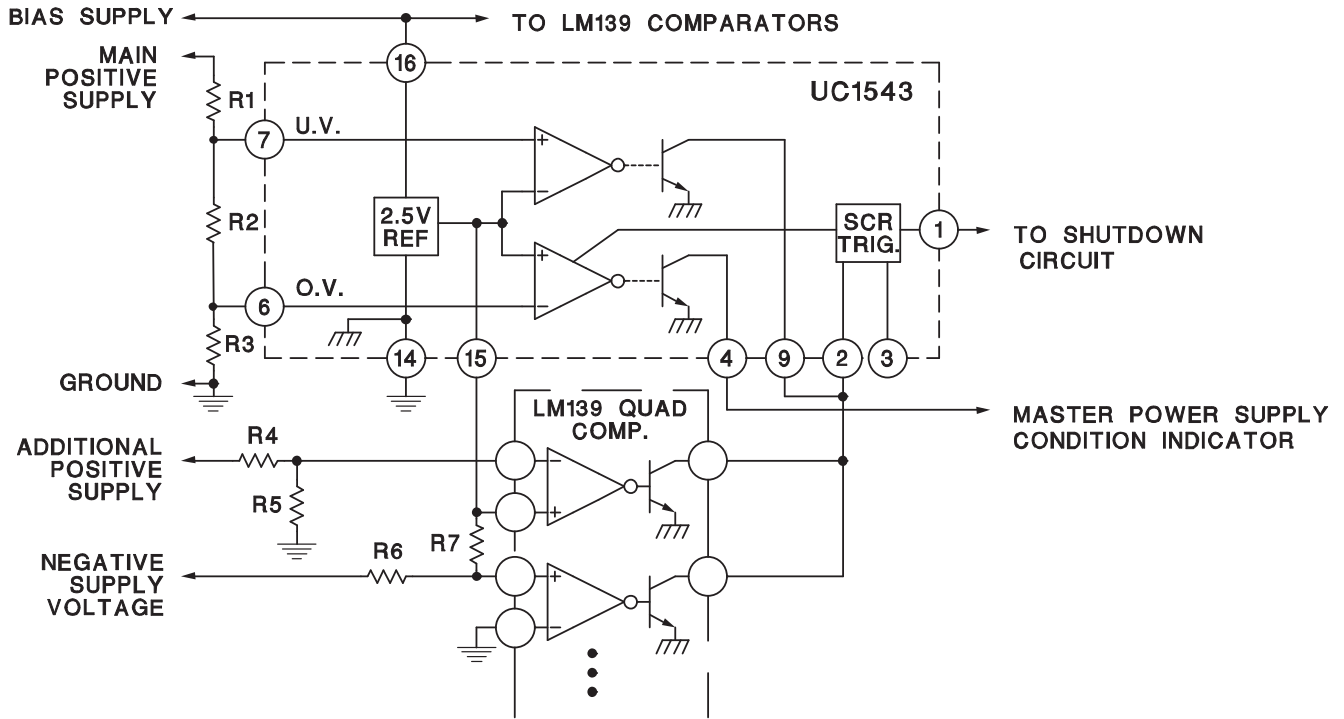 BIAS SUPPLY
TO LM139 COMPARATORS
MAIN
POSITIVE
SUPPLY
16
UC1543
R1
7
U.V.
+
−
R2
2.5V
REF
SCR
TRIG.
1
TO SHUTDOWN
CIRCUIT
+
−
6
O.V.
R3
14
15
4
9
2
3
GROUND
LM139 QUAD
COMP.
MASTER POWER SUPPLY
CONDITION INDICATOR
ADDITIONAL
POSITIVE
SUPPLY
R4
−
+
R5
R7
NEGATIVE
SUPPLY
VOLTAGE
R6
+
−